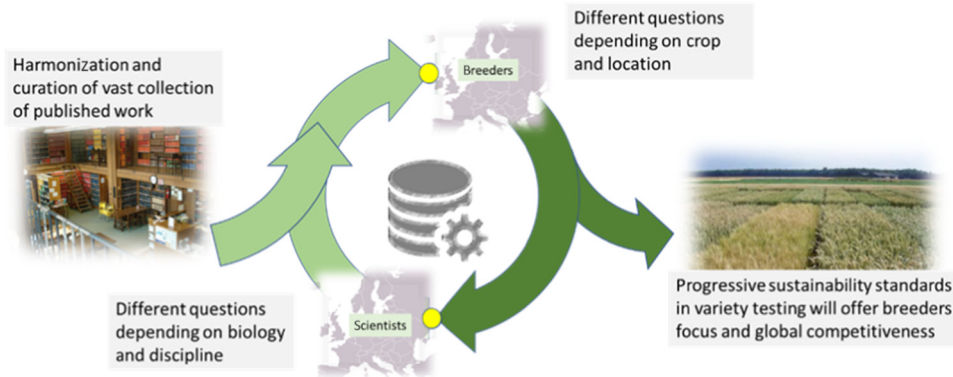 Harmonization and
curation of vast collection
of published work
Different questions
depending on crop
and location
Breeders
Scientists
Different questions
depending on biology
and discipline
Progressive sustainability standards
in variety testing will offer breeders
focus and global competitiveness